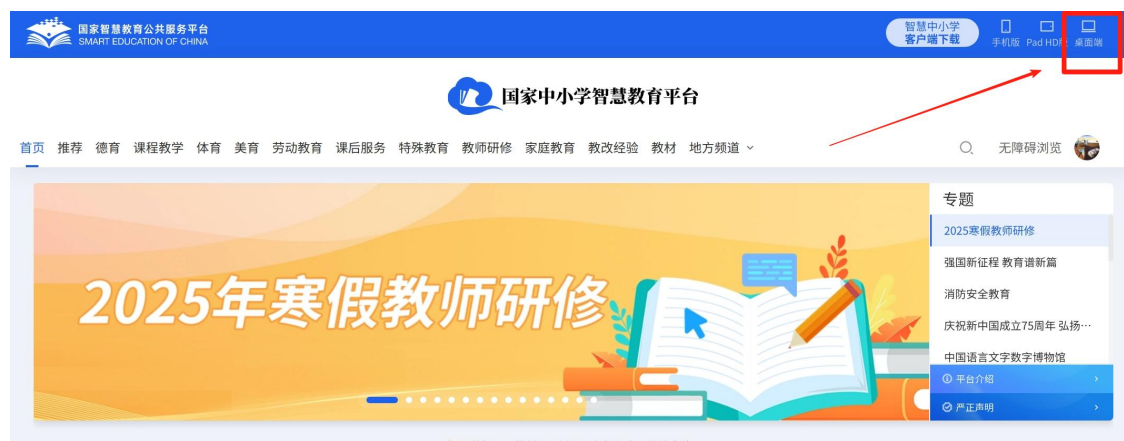 国家智慧教育公共服务平台
SMART EDUCATION OF CHINA
智慧中小学
客户端下载
手机版 Pad HD版 桌面端
国家中小学智慧教育平台
首页 推荐 德育 课程教学 体育 美育 劳动教育 课后服务 特殊教育 教师研修 家庭教育 教改经验 教材 地方频道
无障碍浏览
2025年寒假教师研修
专题
2025寒假教师研修
强国新征程 教育谱新篇
消防安全教育
庆祝新中国成立75周年 弘扬…
中国语言文字数字博物馆
平台介绍
严正声明